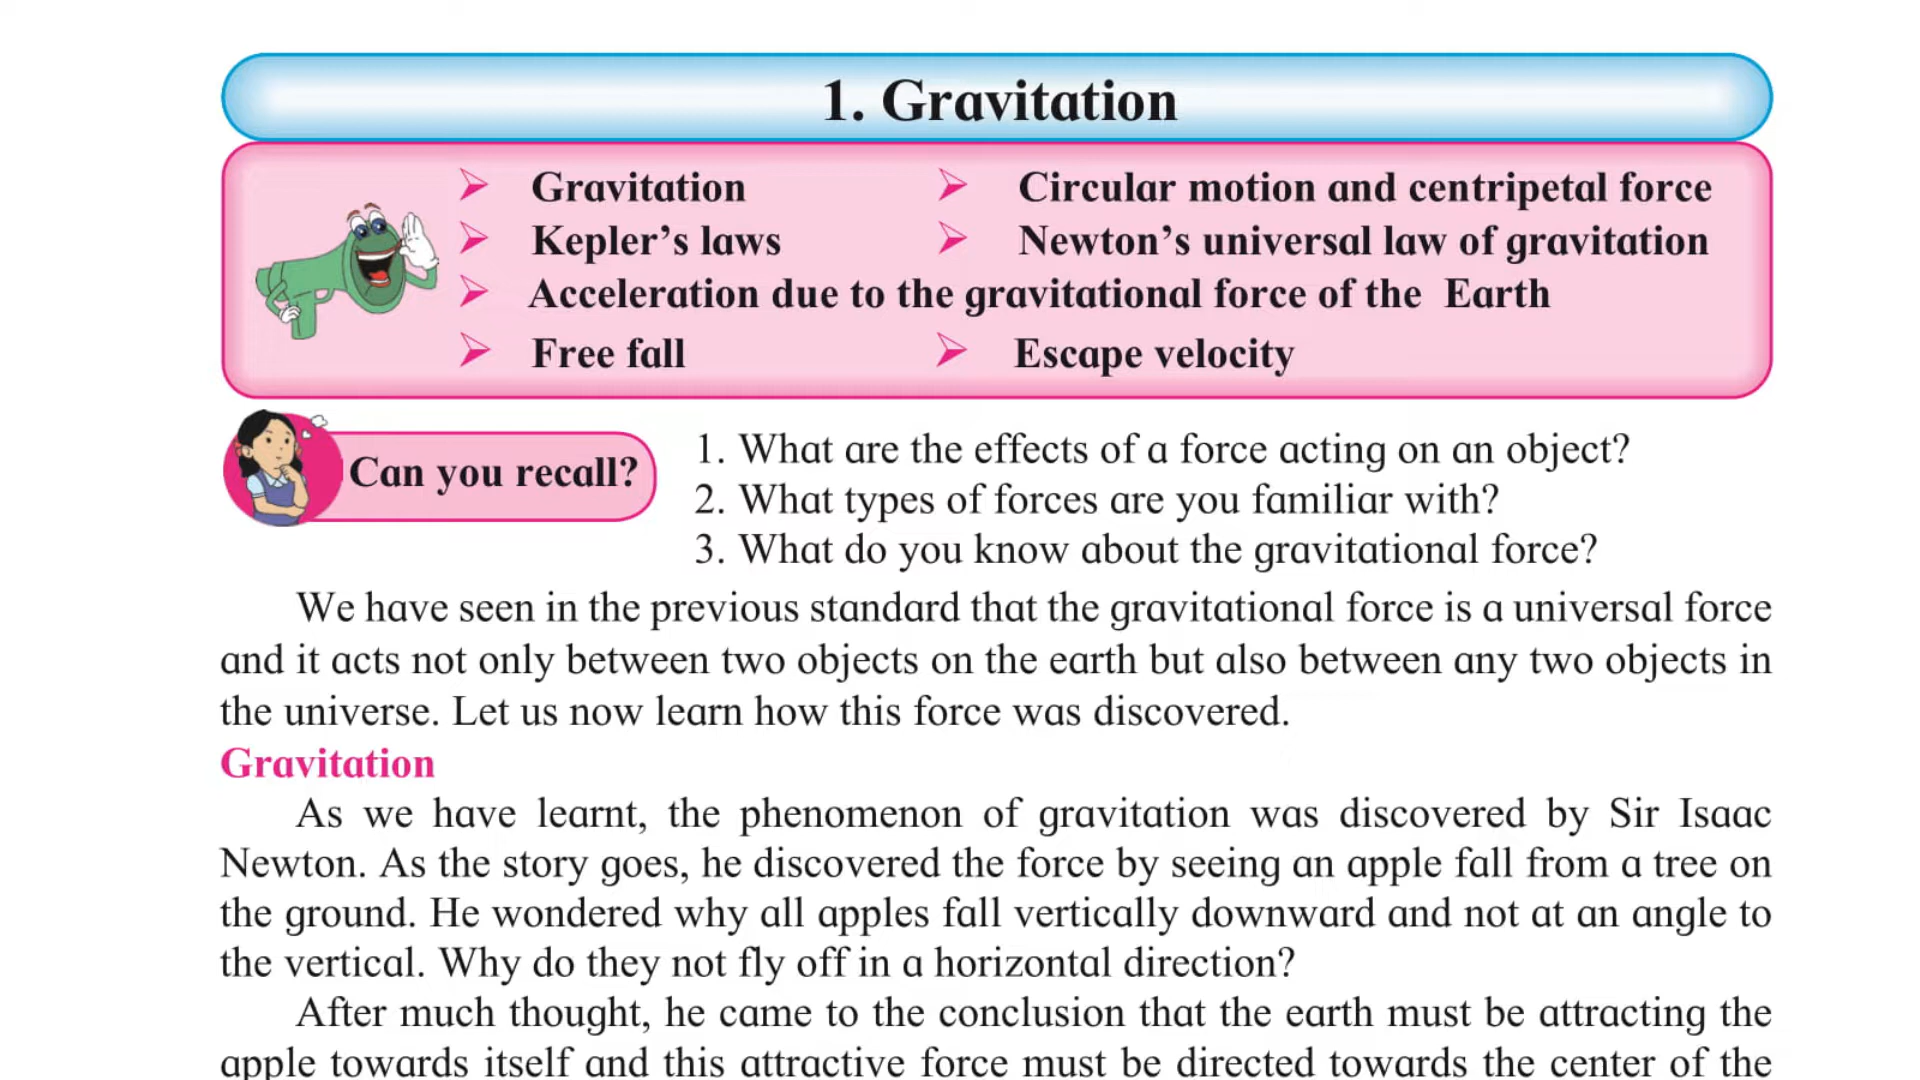 1. Gravitation
Gravitation
Circular motion and centripetal force
Kepler’s laws
Newton’s universal law of gravitation
Acceleration due to the gravitational force of the Earth
Free fall
Escape velocity
Can you recall?
1. What are the effects of a force acting on an object?
2. What types of forces are you familiar with?
3. What do you know about the gravitational force?
We have seen in the previous standard that the gravitational force is a universal force
and it acts not only between two objects on the earth but also between any two objects in
the universe. Let us now learn how this force was discovered.
Gravitation
As we have learnt, the phenomenon of gravitation was discovered by Sir Isaac
Newton. As the story goes, he discovered the force by seeing an apple fall from a tree on
the ground. He wondered why all apples fall vertically downward and not at an angle to
the vertical. Why do they not fly off in a horizontal direction?
After much thought, he came to the conclusion that the earth must be attracting the
apple towards itself and this attractive force must be directed towards the center of the